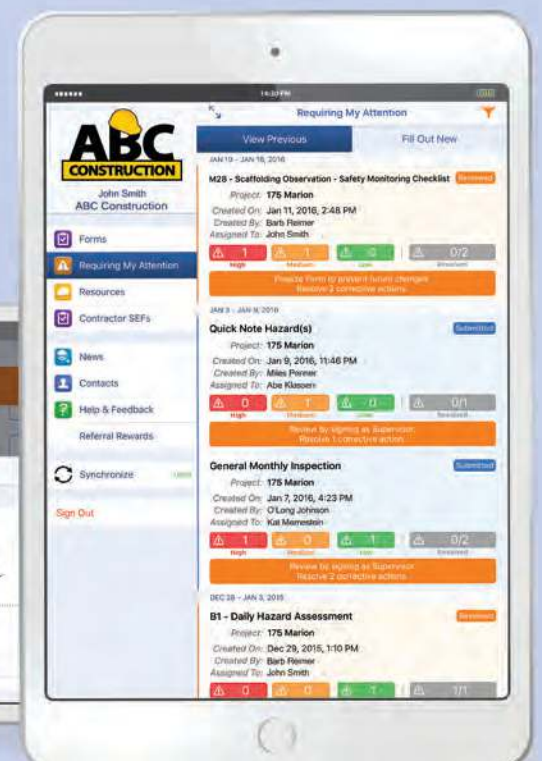 Requiring My Attention
ABC
CONSTRUCTION
John Smith
ABC Construction
Forms
Requiring My Attention
Resources
Contractor SEFs
News
Contacts
Help & Feedback
Referral Rewards
Synchronize
Sign Out
View Previous
Fill Out New
JAN 10 - JAN 16, 2016
M28 - Scaffolding Observation - Safety Monitoring Checklist
Reviewed
Project: 175 Marion
Created On: Jan 11, 2016, 2:48 PM
Created By: Barb Reimer
Assigned To: John Smith
1 1 0 0/2
High Medium Low Resolved
Finalize Form to prevent future changes
Resolve 2 corrective actions.
JAN 3 - JAN 9, 2016
Quick Note Hazard(s)
Submitted
Project: 175 Marion
Created On: Jan 9, 2016, 11:46 PM
Created By: Miles Penner
Assigned To: Abe Klassen
0 1 0 0/1
High Medium Low Resolved
Review by signing as Supervisor.
Resolve 1 corrective action.
General Monthly Inspection
Submitted
Project: 175 Marion
Created On: Jan 7, 2016, 4:23 PM
Created By: O'Long Johnson
Assigned To:
1 0 1 0/2
High Medium Low Resolved
Review by signing as Supervisor.
Resolve 2 corrective actions.
DEC 28 - JAN 3, 2015
B1 - Daily Hazard Assessment
Reviewed
Project: 175 Marion
Created On: Dec 29, 2015, 1:10 PM
Created By: Barb Reimer
Assigned To: John Smith
0 0 1 1/1